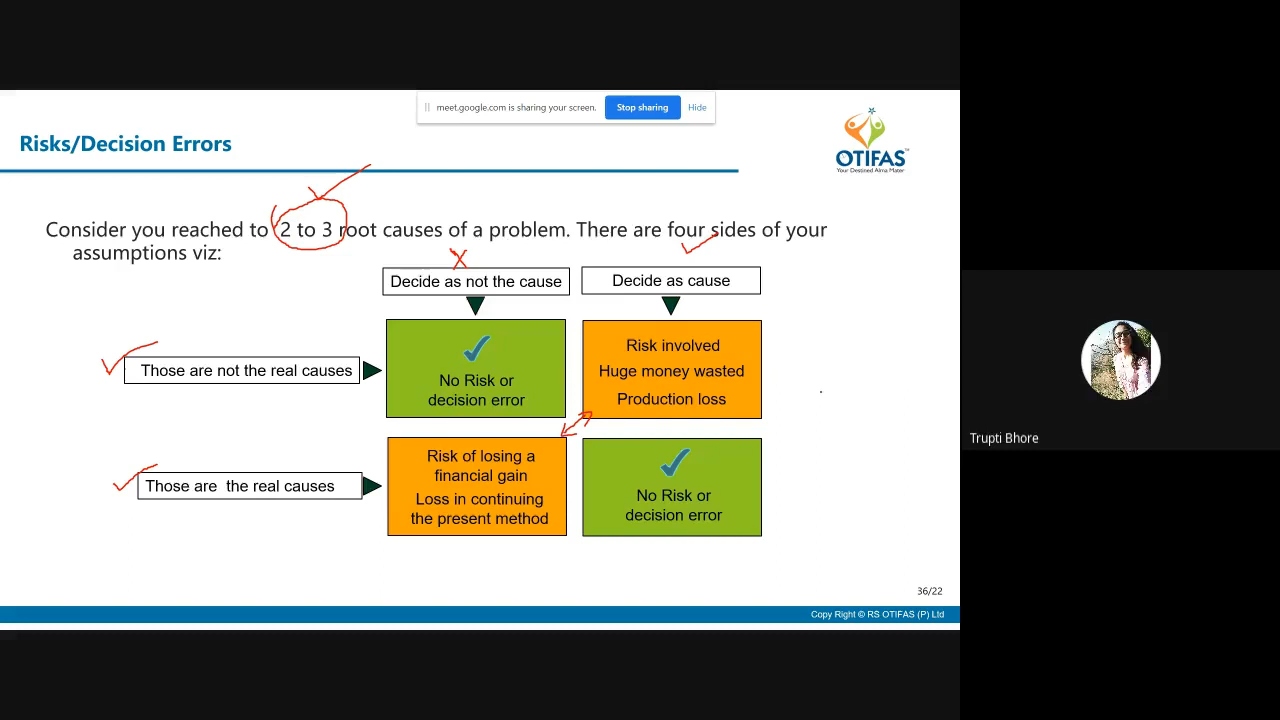 meet.google.com is sharing your screen.
Stop sharing
Hide
Risks/Decision Errors
OTIFAS
Your Destined Alma Mater
Consider you reached to 2 to 3 root causes of a problem. There are four sides of your
assumptions viz:
Decide as not the cause
Decide as cause
Those are not the real causes
No Risk or
decision error
Risk involved
Huge money wasted
Production loss
Those are the real causes
Risk of losing a
financial gain
Loss in continuing
the present method
No Risk or
decision error
Trupti Bhore
36/22
Copy Right © RS OTIFAS (P) Ltd